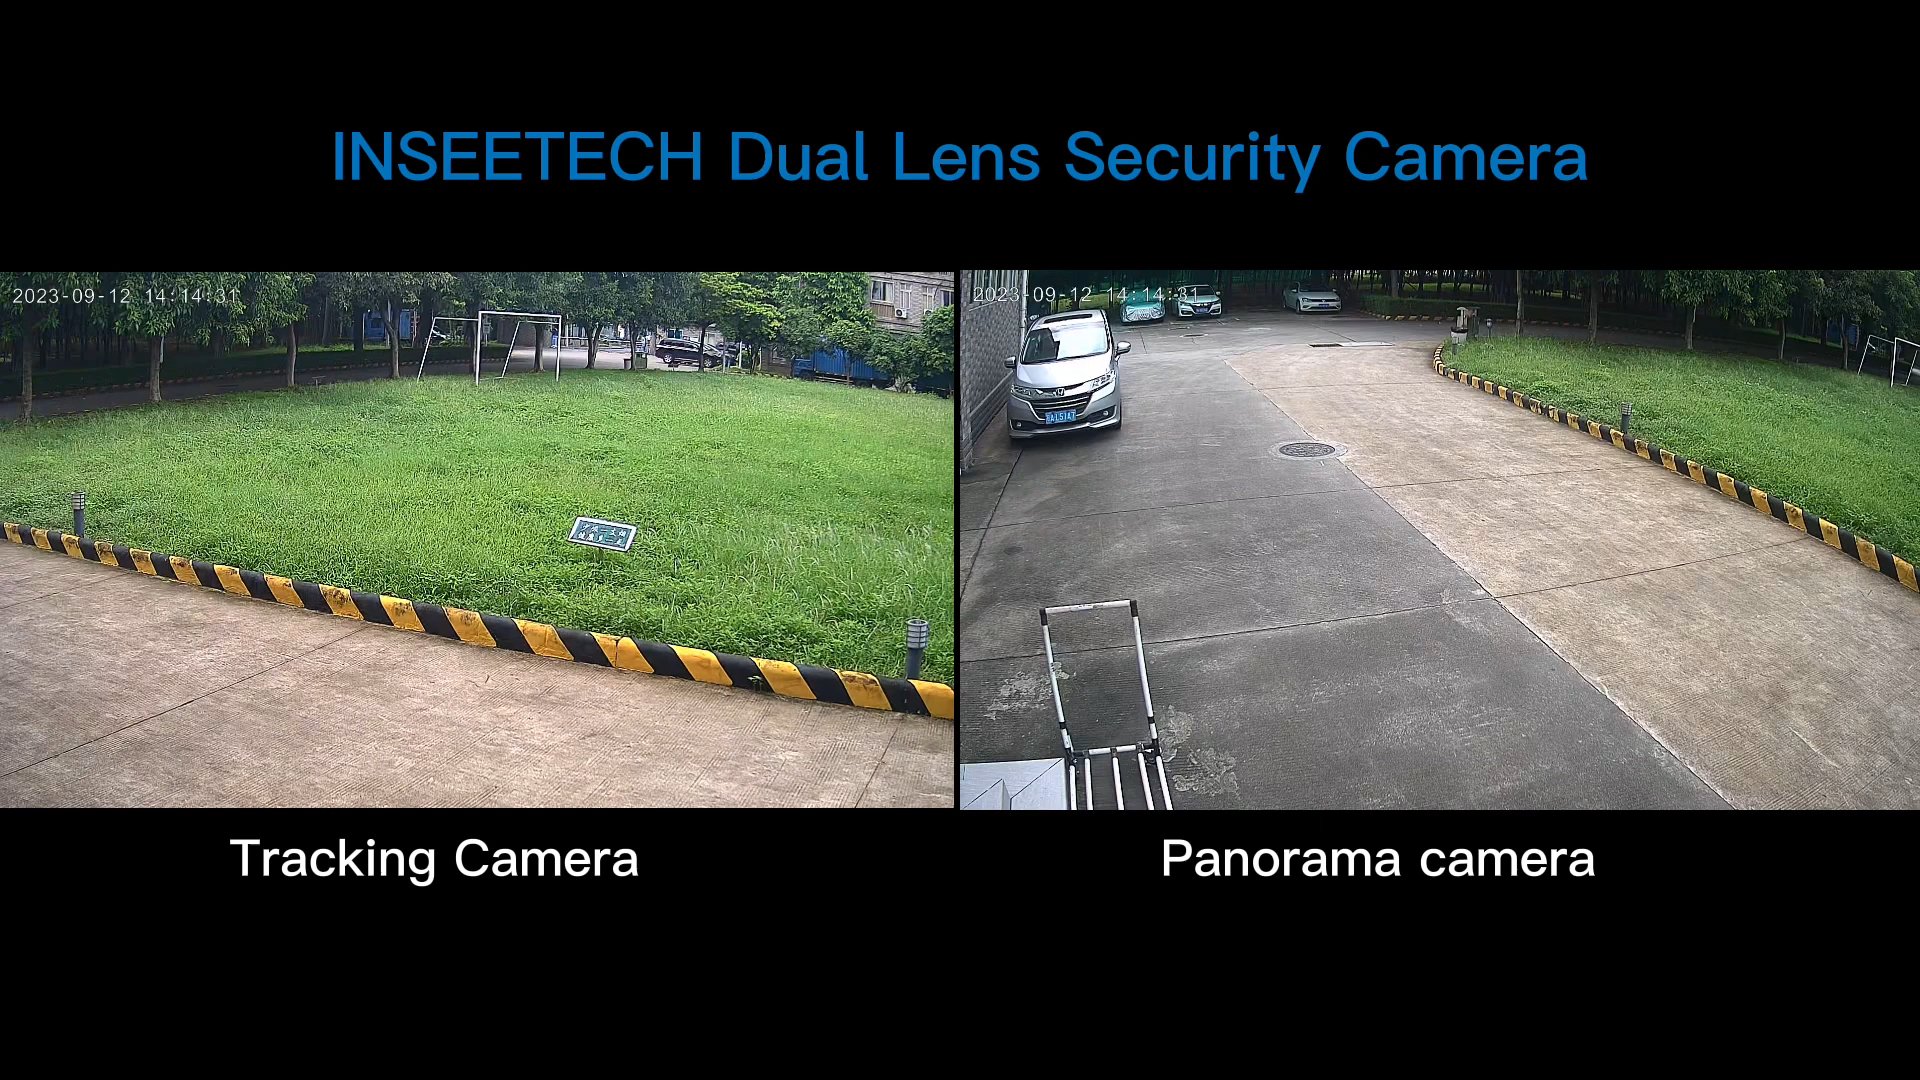 INSEETECH Dual Lens Security Camera
2023-09-12 14:14:31
2023-09-12 14:14:31
Tracking Camera
Panorama camera